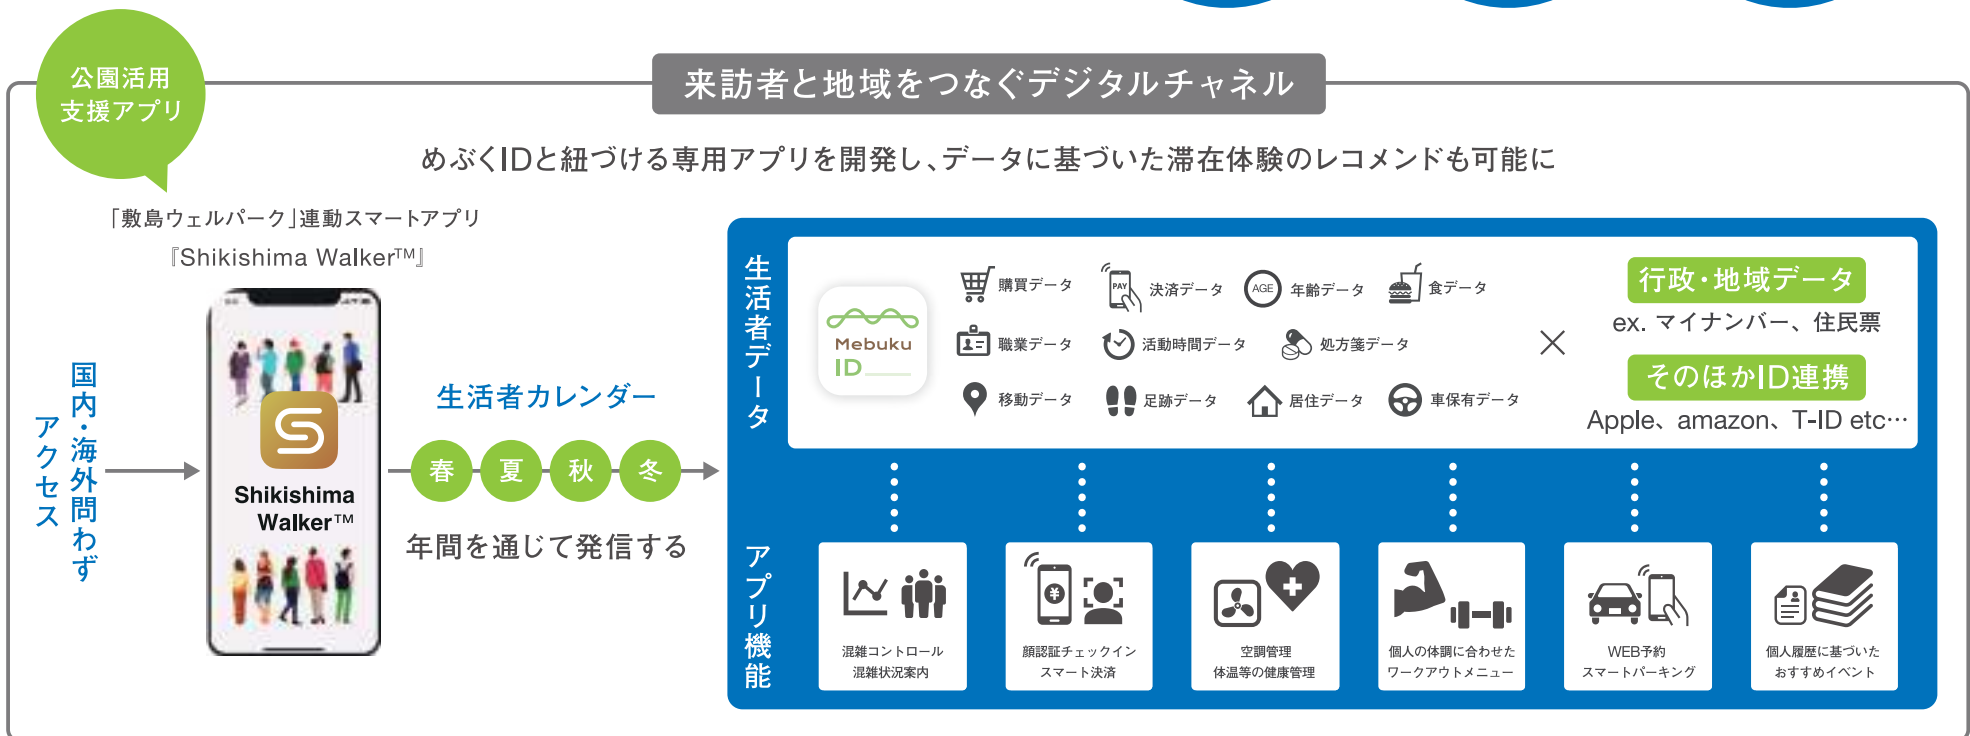 公園活用
支援アプリ
来訪者と地域をつなぐデジタルチャネル
めぶくIDと紐づける専用アプリを開発し、データに基づいた滞在体験のレコメンドも可能に
「敷島ウェルパーク」連動スマートアプリ
『Shikishima Walker™』
国内・海外問わず
アクセス
Shikishima
Walker™
生活者カレンダー
春 夏 秋 冬
年間を通じて発信する
生活者データ
Mebuku
ID
購買データ
PAY
決済データ
AGE
年齢データ
食データ
職業データ
活動時間データ
処方箋データ
移動データ
足跡データ
居住データ
車保有データ
×
行政・地域データ
ex. マイナンバー、住民票
そのほかID連携
Apple、amazon、T-ID etc…
アプリ機能
混雑コントロール
混雑状況案内
¥
顔認証チェックイン
スマート決済
空調管理
体温等の健康管理
個人の体調に合わせた
ワークアウトメニュー
WEB予約
スマートパーキング
個人履歴に基づいた
おすすめイベント